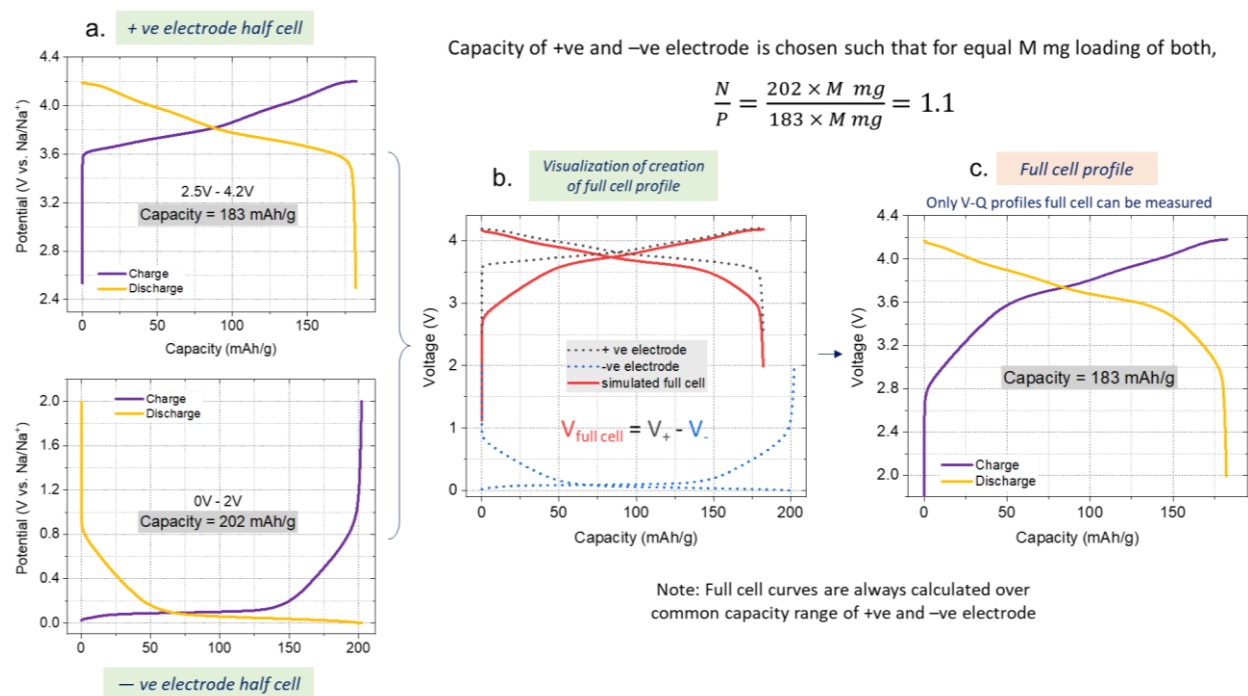 a.
+ ve electrode half cell
4.4
4.0
3.6
3.2
2.8
2.4
Potential (V vs. Na/Na⁺)
2.5V - 4.2V
Capacity = 183 mAh/g
Charge
Discharge
0 50 100 150
Capacity (mAh/g)
2.0
1.6
1.2
0.8
0.4
0.0
Potential (V vs. Na/Na⁺)
Charge
Discharge
0V - 2V
Capacity = 202 mAh/g
0 50 100 150 200
— ve electrode half cell
Capacity of +ve and –ve electrode is chosen such that for equal M mg loading of both,
N/P = 202 × M mg / 183 × M mg = 1.1
b.
Visualization of creation
of full cell profile
4
3
2
1
0
Voltage (V)
+ ve electrode
-ve electrode
simulated full cell
V full cell = V₊ - V₋
0 50 100 150 200
Capacity (mAh/g)
c.
Full cell profile
Only V-Q profiles full cell can be measured
4.4
4.0
3.6
3.2
2.8
2.4
2.0
Voltage (V)
Capacity = 183 mAh/g
Charge
Discharge
0 50 100 150
Capacity (mAh/g)
Note: Full cell curves are always calculated over
common capacity range of +ve and –ve electrode